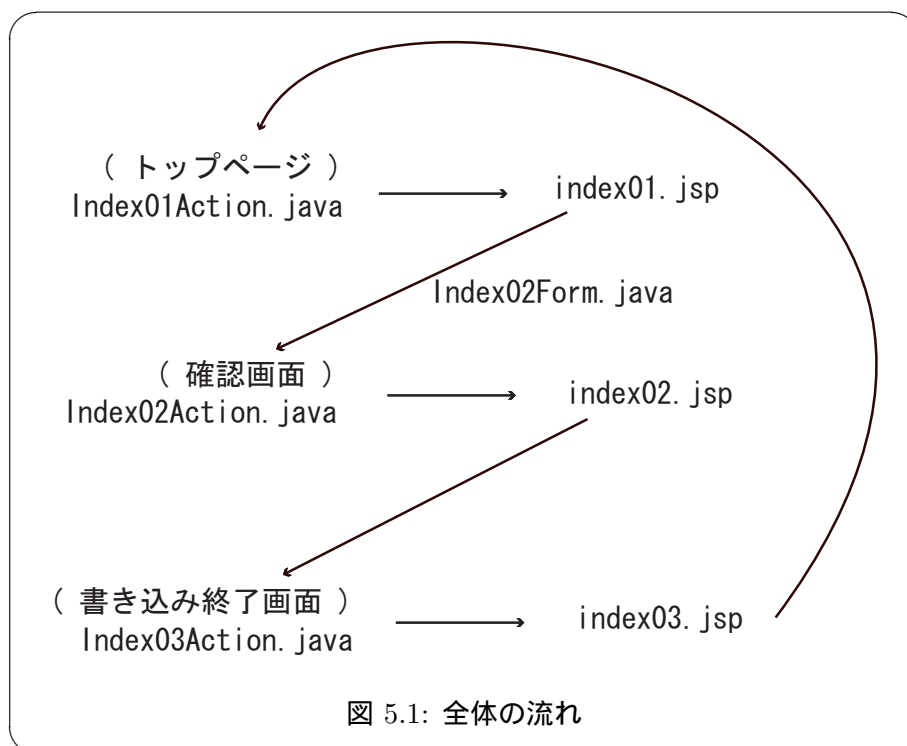 ( トップページ )
Index01Action.java
index01.jsp
Index02Form.java
( 確認画面 )
Index02Action.java
index02.jsp
( 書き込み終了画面 )
Index03Action.java
index03.jsp
図 5.1: 全体の流れ